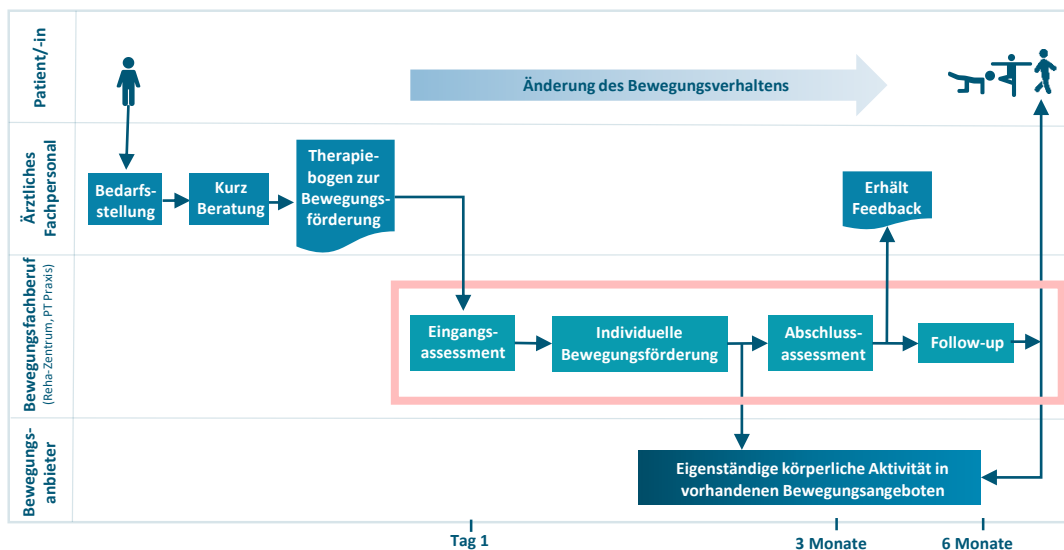 Patient/-in
Änderung des Bewegungsverhaltens
Ärztliches
Fachpersonal
Bedarfs-
stellung
Kurz
Beratung
Therapie-
bogen zur
Bewegungs-
förderung
Erhält
Feedback
Bewegungsfachberuf
(Reha-Zentrum, PT Praxis)
Eingangs-
assessment
Individuelle
Bewegungsförderung
Abschluss-
assessment
Follow-up
Bewegungs-
anbieter
Eigenständige körperliche Aktivität in
vorhandenen Bewegungsangeboten
Tag 1
3 Monate
6 Monate